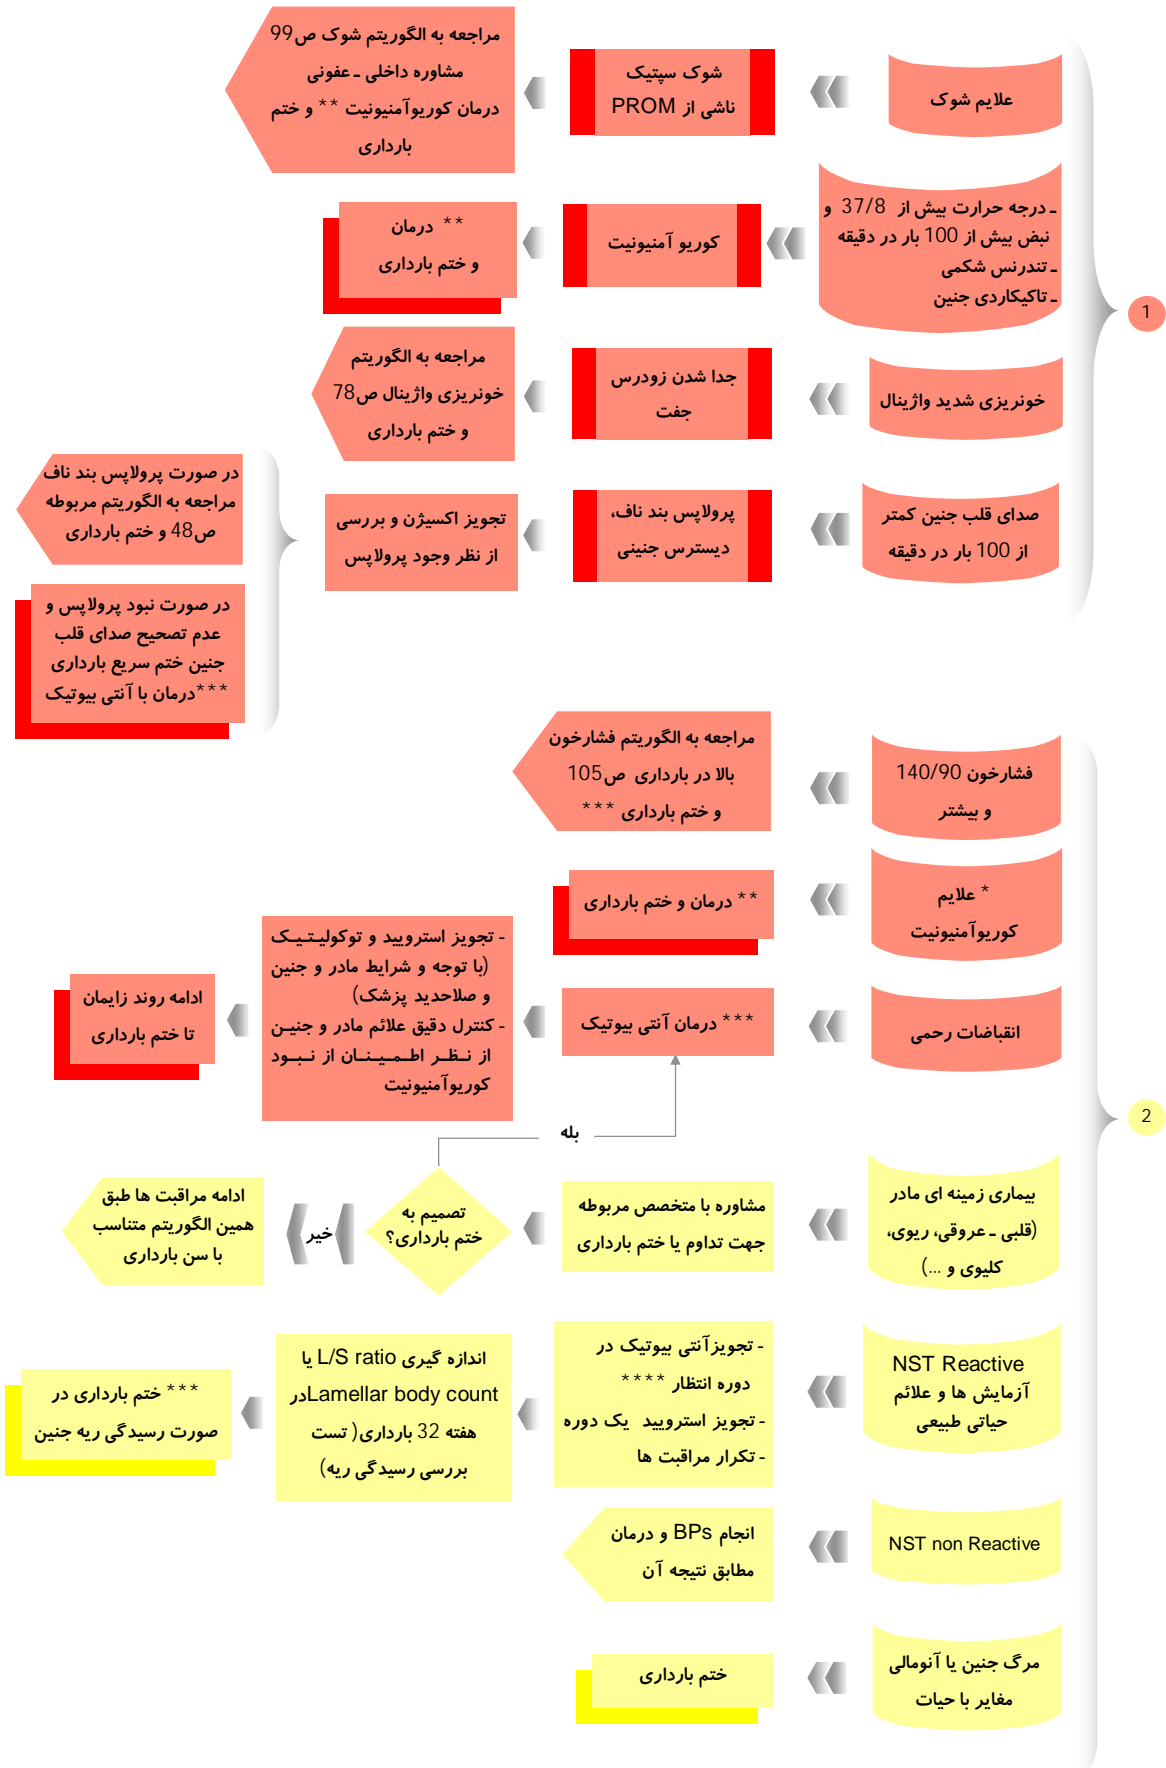 علایم شوک
شوک سپتیک
ناشی از PROM
مراجعه به الگوریتم شوک ص99
مشاوره داخلی ـ عفونی
درمان کوریوآمنیونیت ** و ختم
بارداری
ـ درجه حرارت بیش از 37/8 و
نبض بیش از 100 بار در دقیقه
ـ تندرنس شکمی
ـ تاکیکاردی جنین
کوریو آمنیونیت
** درمان
و ختم بارداری
1
خونریزی شدید واژینال
جدا شدن زودرس
جفت
مراجعه به الگوریتم
خونریزی واژینال ص78
و ختم بارداری
صدای قلب جنین کمتر
از 100 بار در دقیقه
پرولاپس بند ناف،
دیسترس جنینی
تجویز اکسیژن و بررسی
از نظر وجود پرولاپس
در صورت پرولاپس بند ناف
مراجعه به الگوریتم مربوطه
ص48 و ختم بارداری
در صورت نبود پرولاپس و
عدم تصحیح صدای قلب
جنین ختم سریع بارداری
***درمان با آنتی بیوتیک
فشارخون 140/90
و بیشتر
مراجعه به الگوریتم فشارخون
بالا در بارداری ص105
و ختم بارداری ***
* علایم
کوریوآمنیونیت
** درمان و ختم بارداری
انقباضات رحمی
*** درمان آنتی بیوتیک
- تجویز استرویید و توکولیتیک
(با توجه و شرایط مادر و جنین
و صلاحدید پزشک)
- کنترل دقیق علائم مادر و جنین
از نظر اطمینان از نبود
کوریوآمنیونیت
ادامه روند زایمان
تا ختم بارداری
2
بله
بیماری زمینه ای مادر
(قلبی ـ عروقی، ریوی،
کلیوی و ...)
مشاوره با متخصص مربوطه
جهت تداوم یا ختم بارداری
تصمیم به
ختم بارداری؟
خیر
ادامه مراقبت ها طبق
همین الگوریتم متناسب
با سن بارداری
NST Reactive
آزمایش ها و علائم
حیاتی طبیعی
- تجویزآنتی بیوتیک در
دوره انتظار ****
- تجویز استرویید یک دوره
- تکرار مراقبت ها
اندازه گیری L/S ratio یا
Lamellar body countدر
هفته 32 بارداری( تست
بررسی رسیدگی ریه)
*** ختم بارداری در
صورت رسیدگی ریه جنین
NST non Reactive
انجام BPs و درمان
مطابق نتیجه آن
مرگ جنین یا آنومالی
مغایر با حیات
ختم بارداری